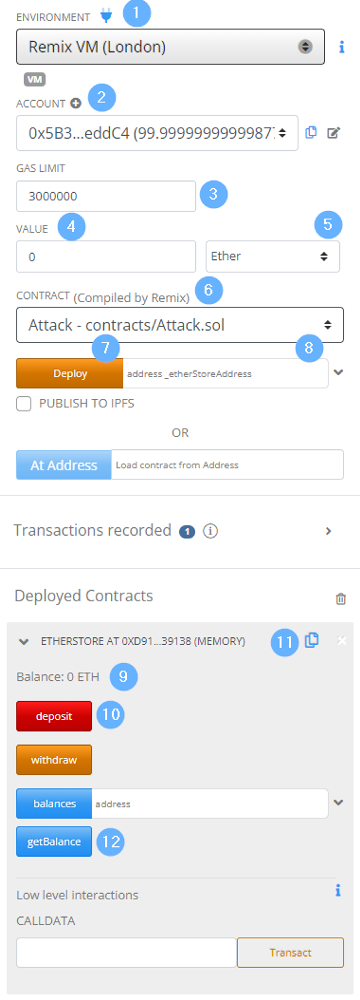 ENVIRONMENT 1
Remix VM (London)
VM
ACCOUNT 2
0x5B3...eddC4 (99.9999999999987
GAS LIMIT
3000000 3
VALUE 4 5
0 Ether
CONTRACT (Compiled by Remix) 6
Attack - contracts/Attack.sol
7 8
Deploy address _etherStoreAddress
PUBLISH TO IPFS
OR
At Address Load contract from Address
Transactions recorded 1 i
Deployed Contracts
ETHERSTORE AT 0XD91...39138 (MEMORY) 11
Balance: 0 ETH 9
deposit 10
withdraw
balances address
getBalance 12
Low level interactions
CALLDATA
Transact